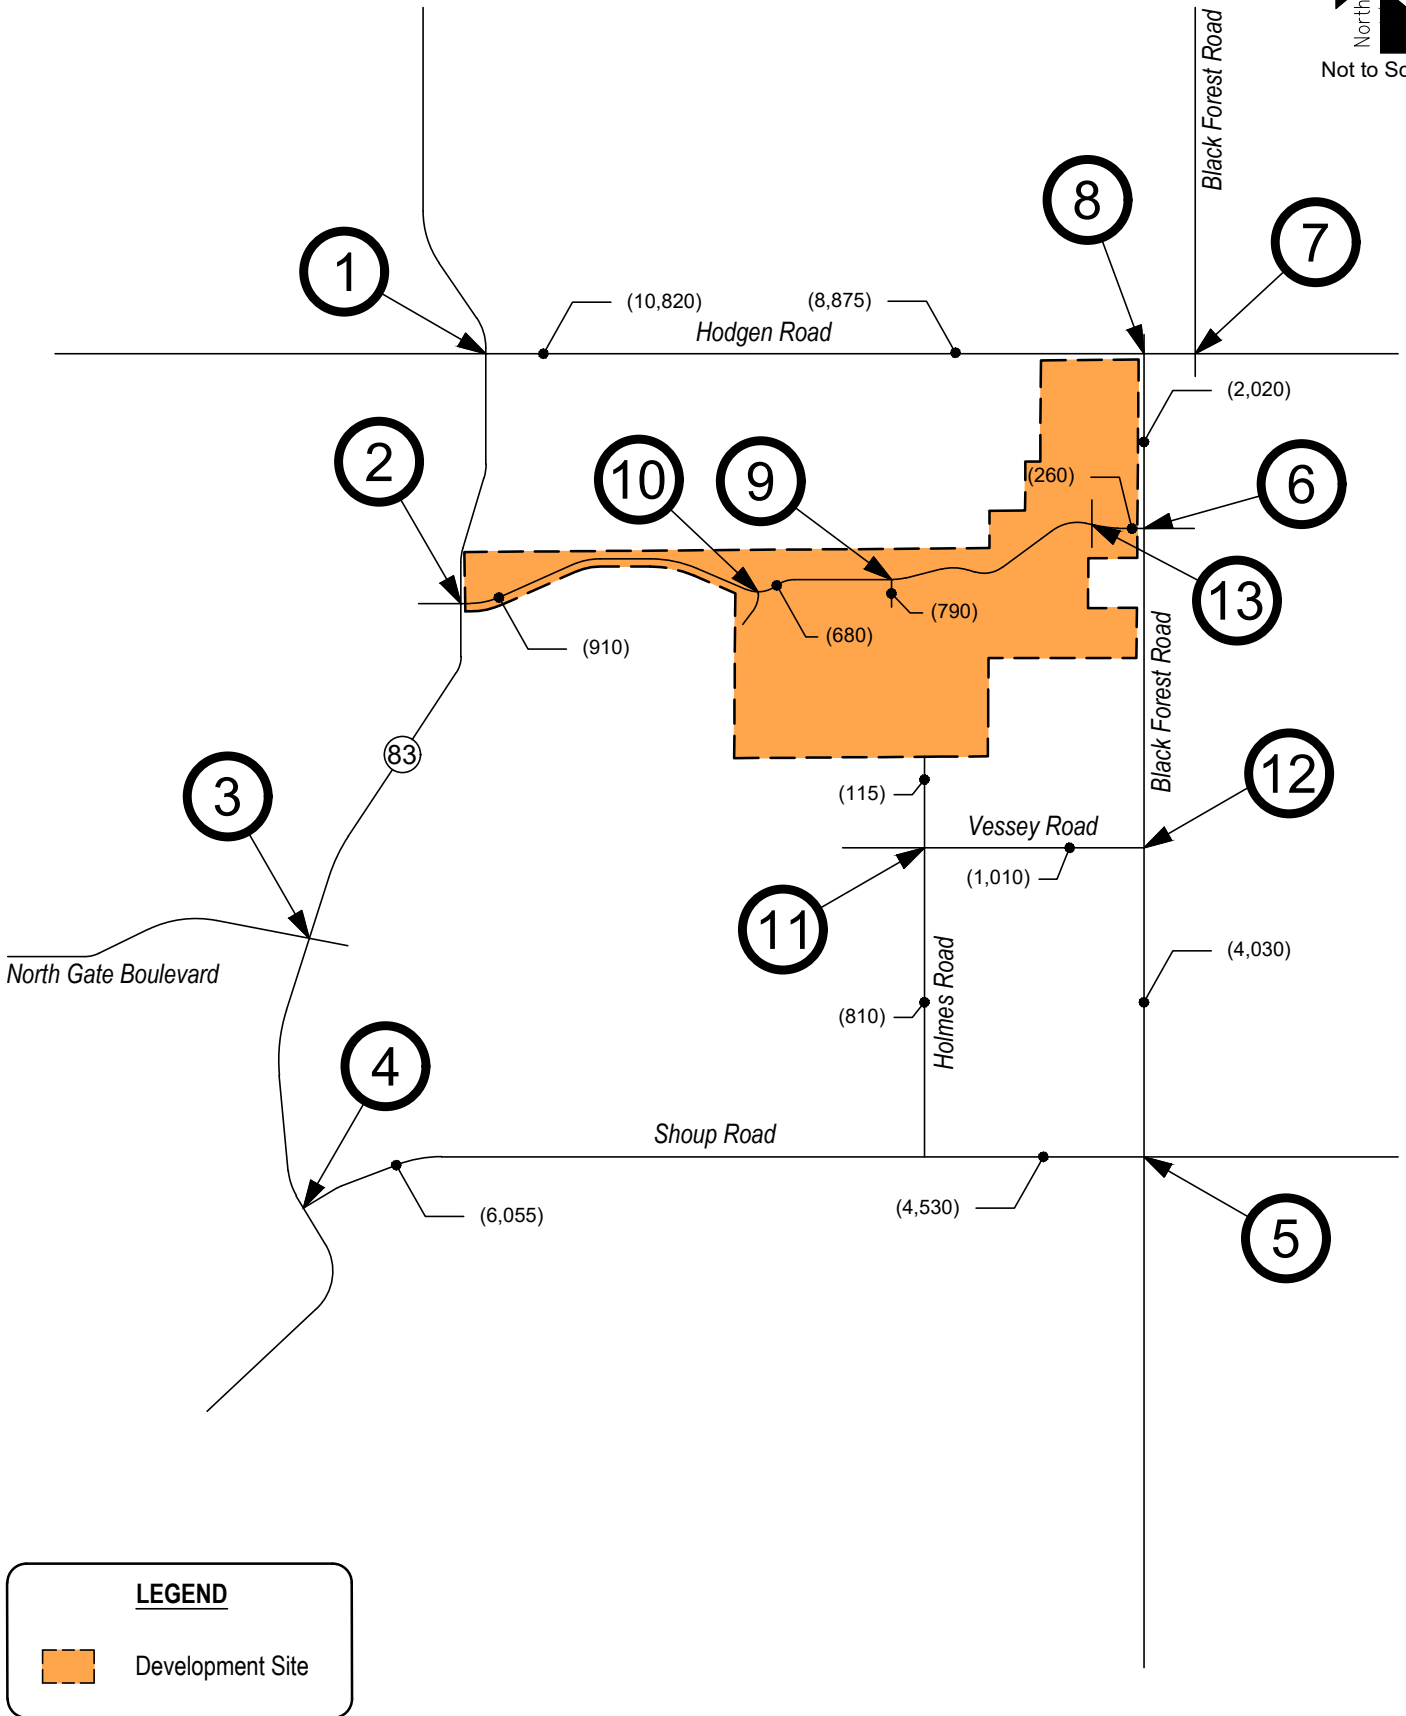 North
Not to Sc
Black Forest Road
8
7
1
(10,820)
(8,875)
Hodgen Road
(2,020)
2
10
9
(260)
6
13
(790)
(680)
(910)
Black Forest Road
83
3
12
(115)
Vessey Road
(1,010)
11
North Gate Boulevard
(4,030)
Holmes Road
(810)
4
Shoup Road
(6,055)
(4,530)
5
LEGEND
Development Site